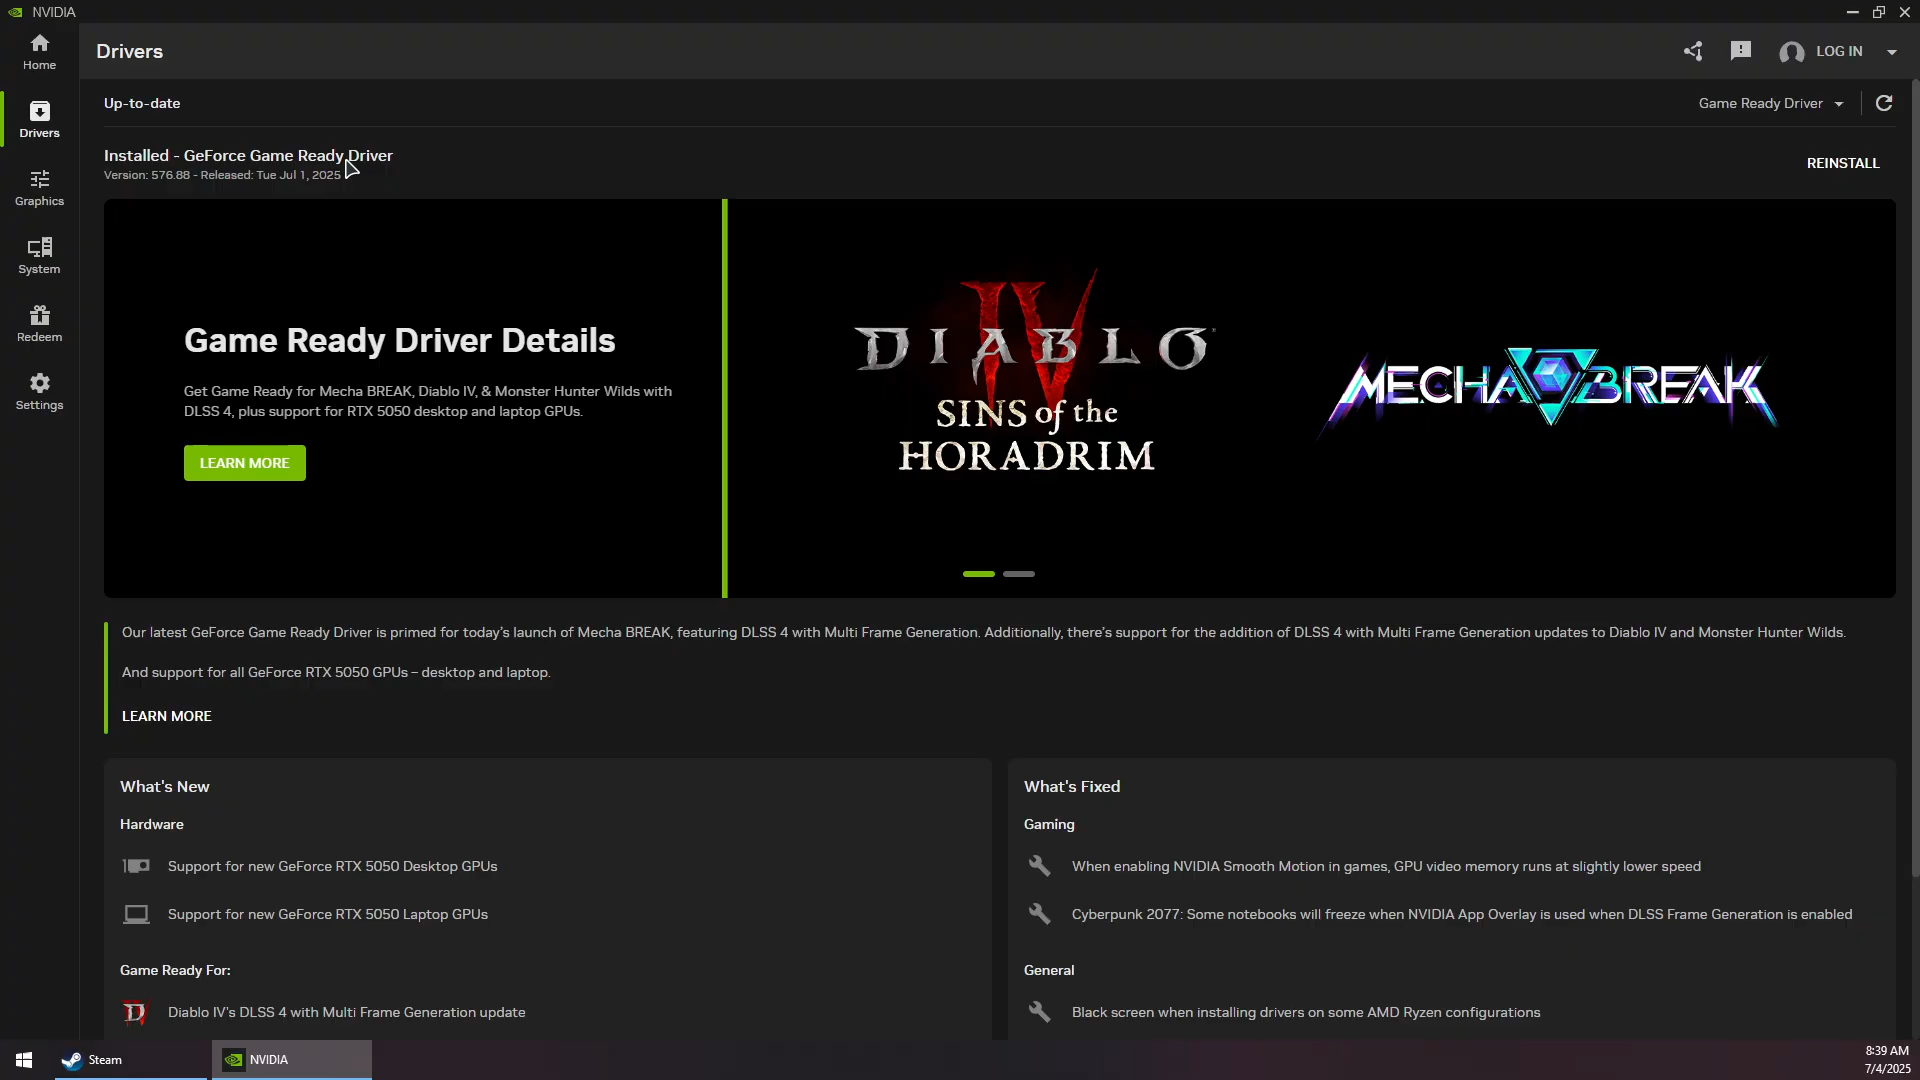 NVIDIA
Home
Drivers
Graphics
System
Redeem
Settings
Drivers
LOG IN
Up-to-date
Game Ready Driver
Installed - GeForce Game Ready Driver
Version: 576.88 - Released: Tue Jul 1, 2025
REINSTALL
Game Ready Driver Details
Get Game Ready for Mecha BREAK, Diablo IV, & Monster Hunter Wilds with
DLSS 4, plus support for RTX 5050 desktop and laptop GPUs.
LEARN MORE
IV
DIABLO
SINS of the
HORADRIM
MECHA BREAK
Our latest GeForce Game Ready Driver is primed for today's launch of Mecha BREAK, featuring DLSS 4 with Multi Frame Generation. Additionally, there's support for the addition of DLSS 4 with Multi Frame Generation updates to Diablo IV and Monster Hunter Wilds.
And support for all GeForce RTX 5050 GPUs – desktop and laptop.
LEARN MORE
What's New
Hardware
Support for new GeForce RTX 5050 Desktop GPUs
Support for new GeForce RTX 5050 Laptop GPUs
Game Ready For:
Diablo IV's DLSS 4 with Multi Frame Generation update
What's Fixed
Gaming
When enabling NVIDIA Smooth Motion in games, GPU video memory runs at slightly lower speed
Cyberpunk 2077: Some notebooks will freeze when NVIDIA App Overlay is used when DLSS Frame Generation is enabled
General
Black screen when installing drivers on some AMD Ryzen configurations
Steam
NVIDIA
8:39 AM
7/4/2025